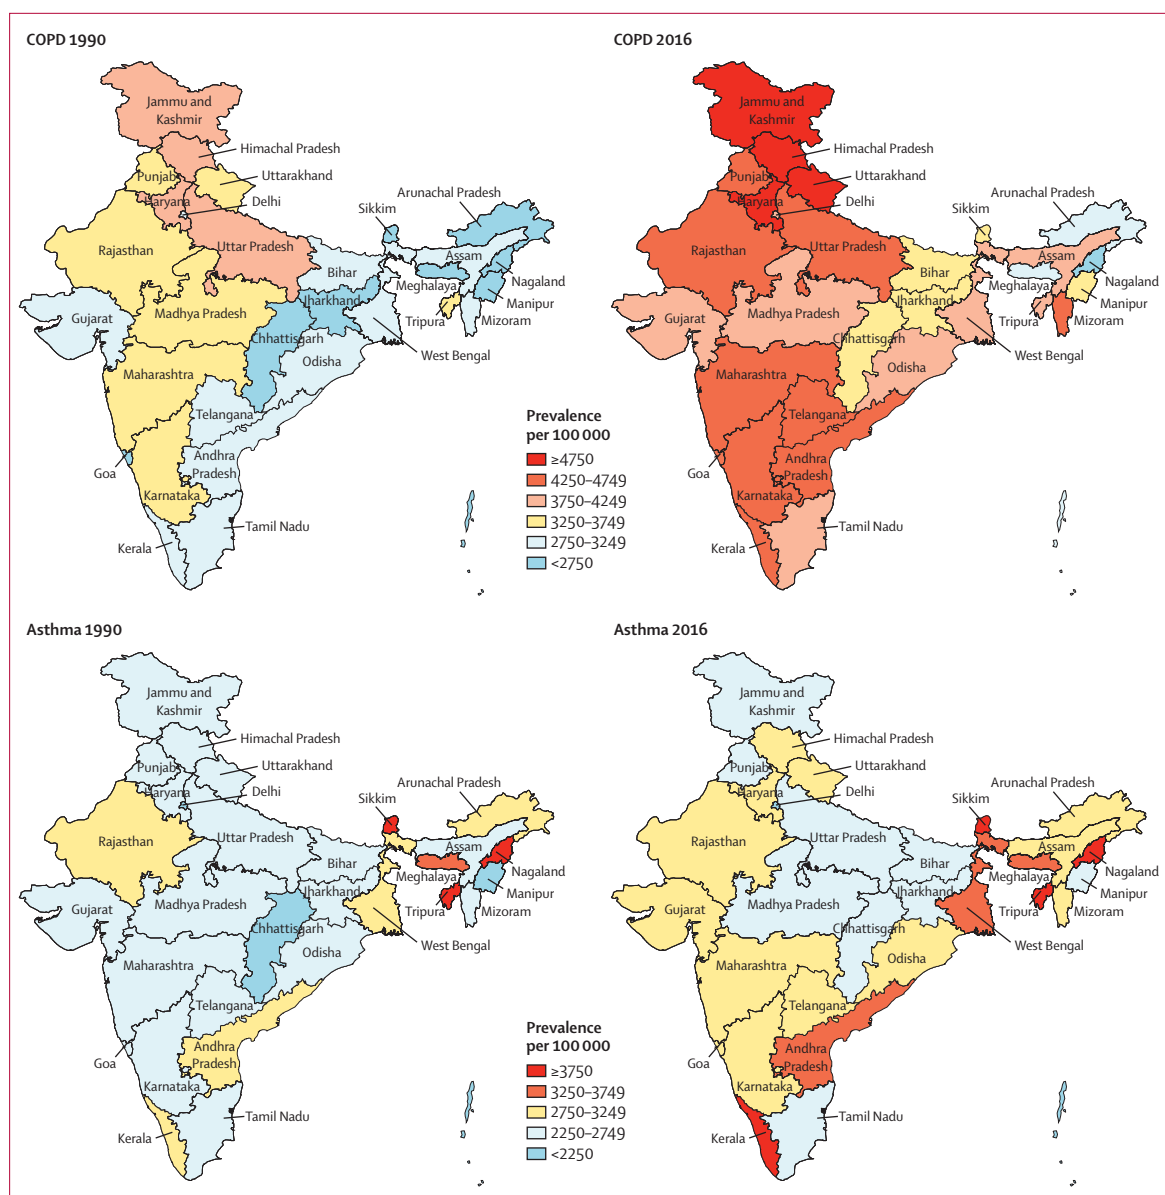 COPD 1990
Jammu and
Kashmir
Himachal Pradesh
Punjab
Uttarakhand
Haryana
Delhi
Arunachal Pradesh
Sikkim
Rajasthan
Uttar Pradesh
Assam
Bihar
Nagaland
Meghalaya
Jharkhand
Manipur
Gujarat
Madhya Pradesh
Tripura
Mizoram
Chhattisgarh
West Bengal
Odisha
Maharashtra
Telangana
Andhra
Pradesh
Goa
Karnataka
Tamil Nadu
Kerala
COPD 2016
Jammu and
Kashmir
Himachal Pradesh
Punjab
Uttarakhand
Haryana
Delhi
Arunachal Pradesh
Sikkim
Rajasthan
Uttar Pradesh
Assam
Bihar
Nagaland
Meghalaya
Jharkhand
Manipur
Gujarat
Madhya Pradesh
Tripura
Mizoram
Chhattisgarh
West Bengal
Odisha
Maharashtra
Telangana
Andhra
Pradesh
Goa
Karnataka
Tamil Nadu
Kerala
Prevalence
per 100 000
≥4750
4250–4749
3750–4249
3250–3749
2750–3249
<2750
Asthma 1990
Jammu and
Kashmir
Himachal Pradesh
Punjab
Uttarakhand
Haryana
Delhi
Arunachal Pradesh
Sikkim
Rajasthan
Uttar Pradesh
Assam
Bihar
Nagaland
Meghalaya
Jharkhand
Manipur
Gujarat
Madhya Pradesh
Tripura
Mizoram
Chhattisgarh
West Bengal
Odisha
Maharashtra
Telangana
Andhra
Pradesh
Goa
Karnataka
Tamil Nadu
Kerala
Asthma 2016
Jammu and
Kashmir
Himachal Pradesh
Punjab
Uttarakhand
Haryana
Delhi
Arunachal Pradesh
Sikkim
Rajasthan
Uttar Pradesh
Assam
Bihar
Nagaland
Meghalaya
Jharkhand
Manipur
Gujarat
Madhya Pradesh
Tripura
Mizoram
Chhattisgarh
West Bengal
Odisha
Maharashtra
Telangana
Andhra
Pradesh
Goa
Karnataka
Tamil Nadu
Kerala
Prevalence
per 100 000
≥3750
3250–3749
2750–3249
2250–2749
<2250